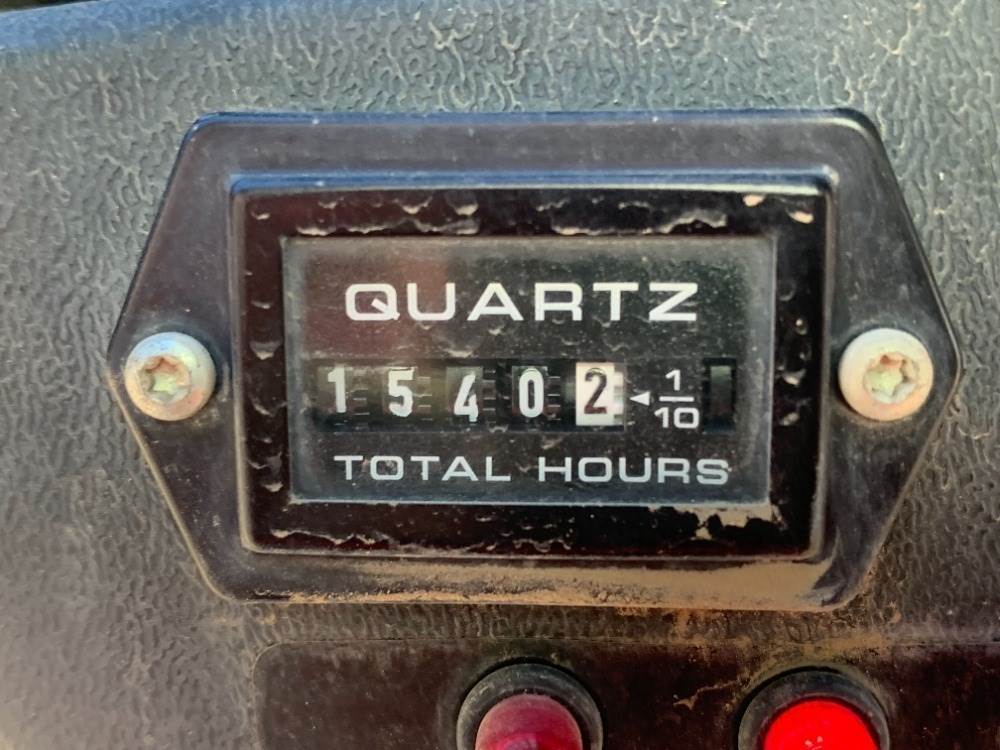 QUARTZ
15402 ◄ 1/10
TOTAL HOURS